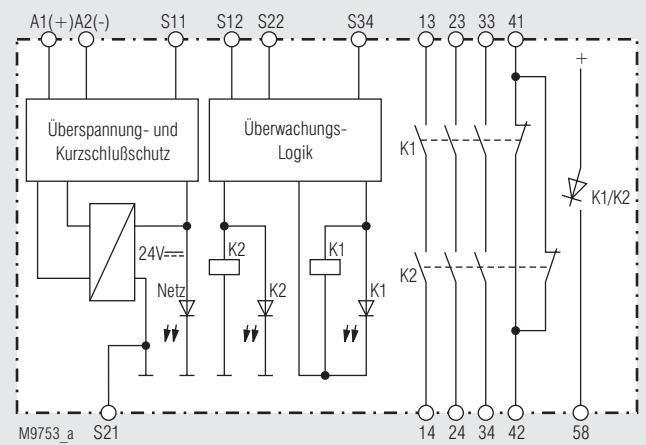 A1(+) A2(-) S11 S12 S22 S34 13 23 33 41
+
Überspannung- und
Kurzschlußschutz
Überwachungs-
Logik
K1
K1/K2
24V
K2
K1
K2
Netz
K2
K1
M9753_a S21 14 24 34 42 58